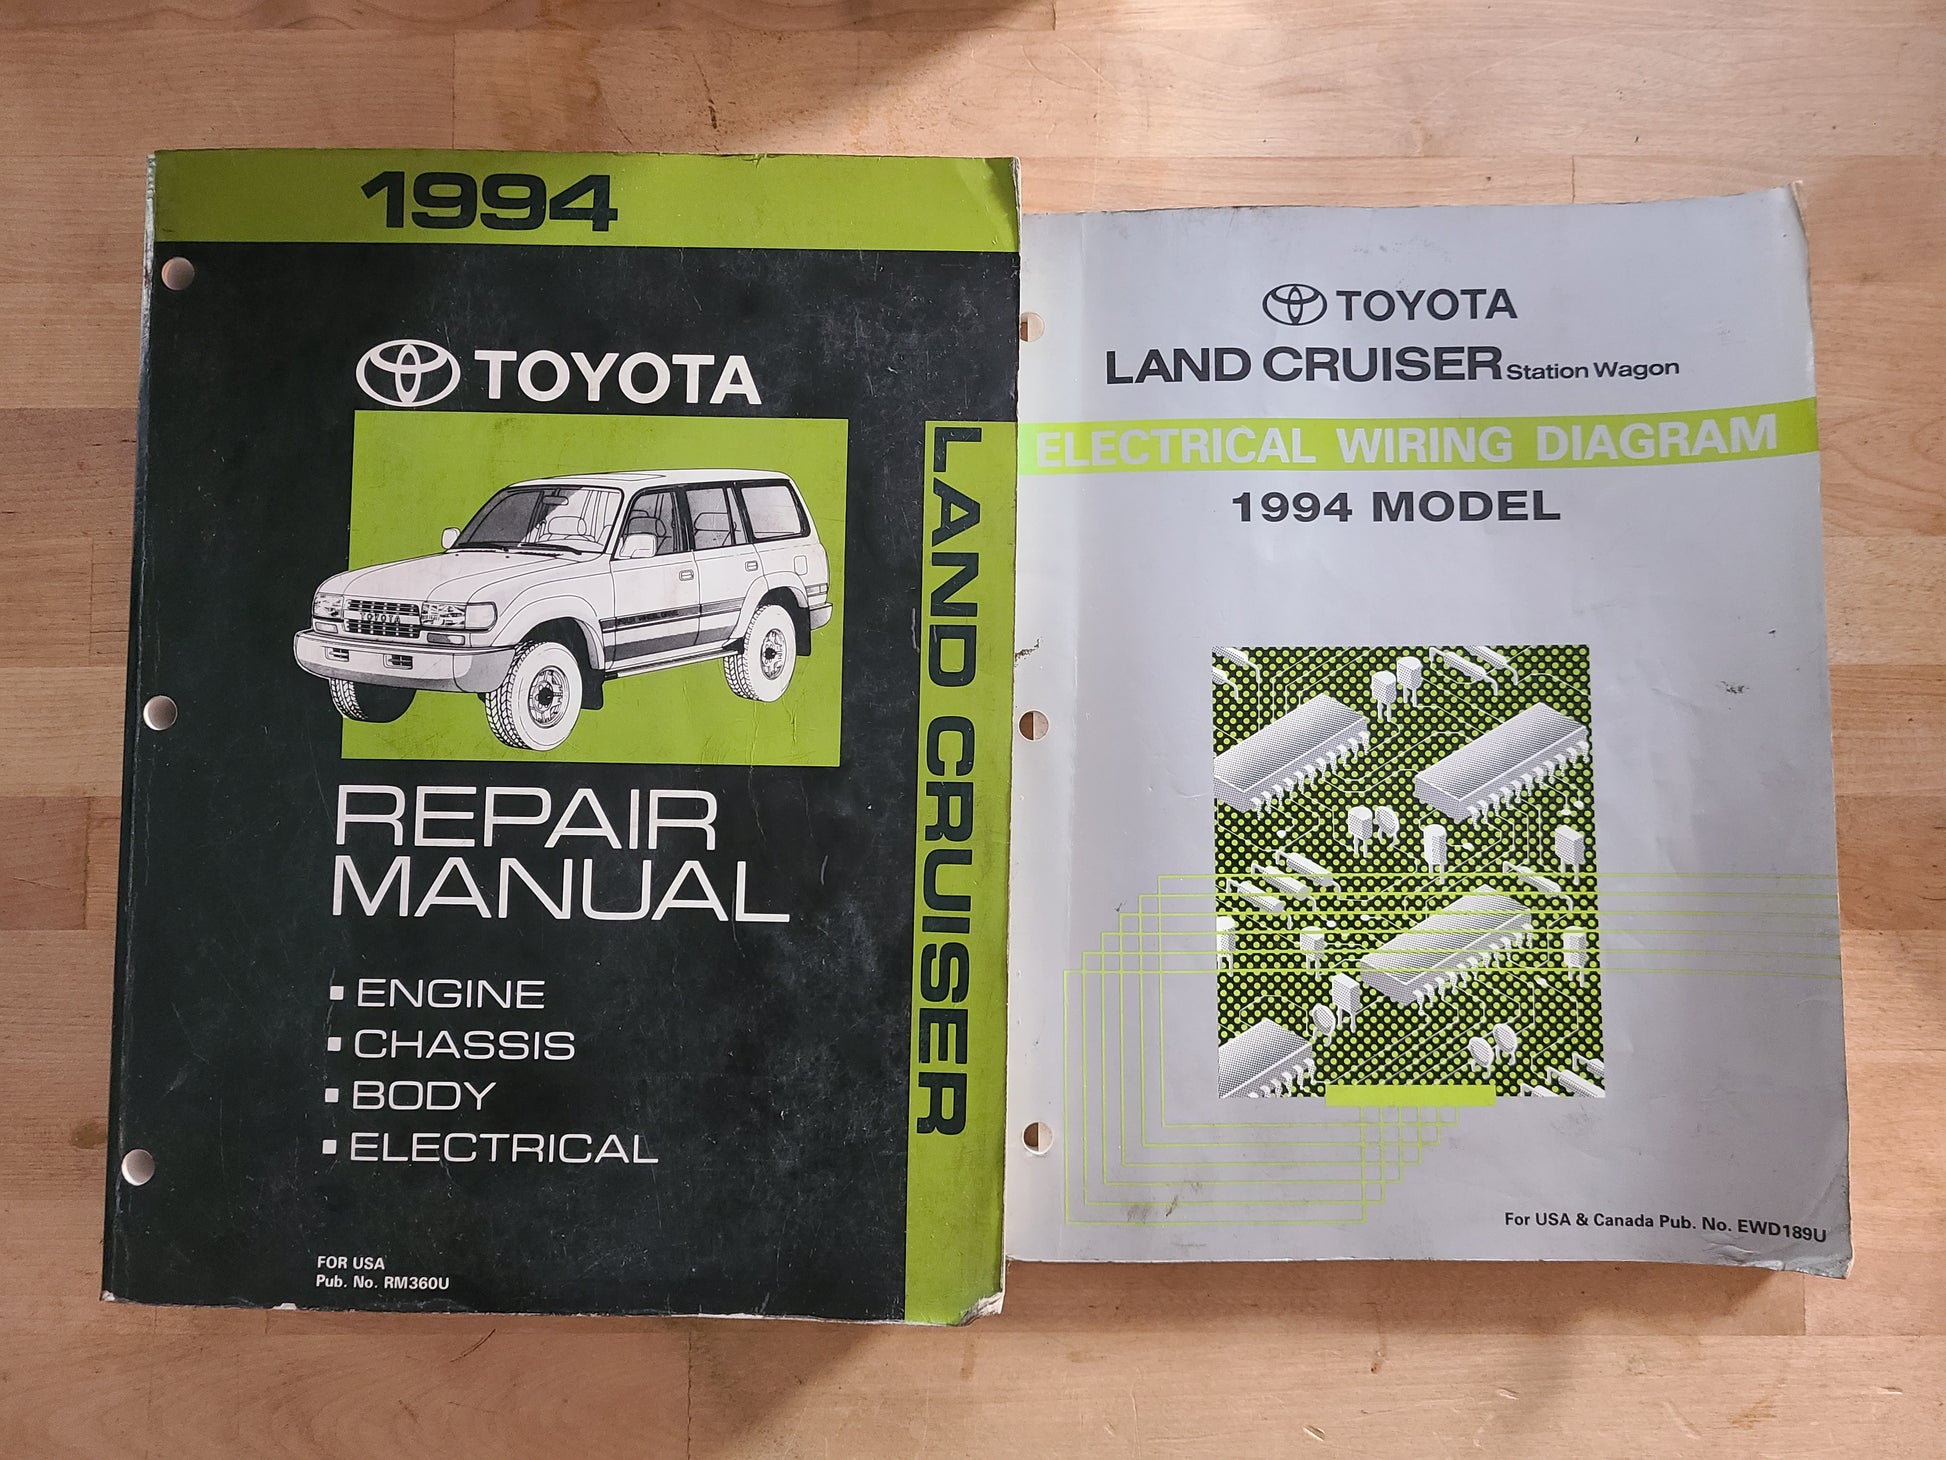 1994
TOYOTA
LAND CRUISER
TOYOTA
REPAIR
MANUAL
ENGINE
CHASSIS
BODY
ELECTRICAL
FOR USA
Pub. No. RM360U
TOYOTA
LAND CRUISER Station Wagon
ELECTRICAL WIRING DIAGRAM
1994 MODEL
For USA & Canada Pub. No. EWD189U